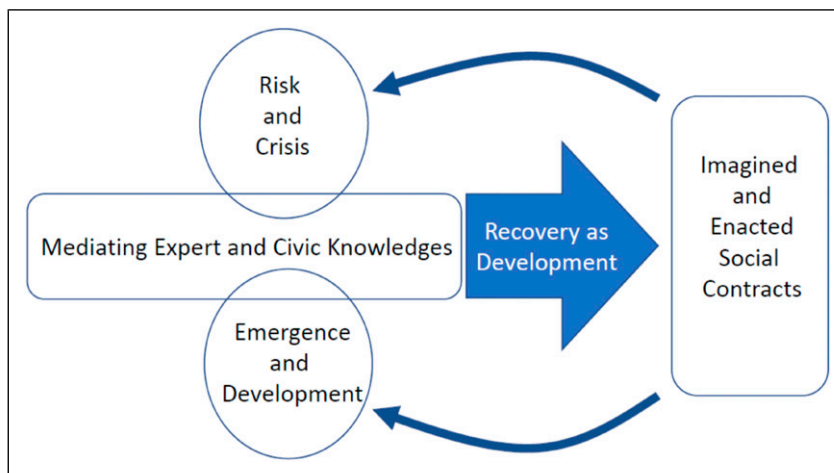 Risk
and
Crisis
Mediating Expert and Civic Knowledges
Recovery as
Development
Imagined
and
Enacted
Social
Contracts
Emergence
and
Development